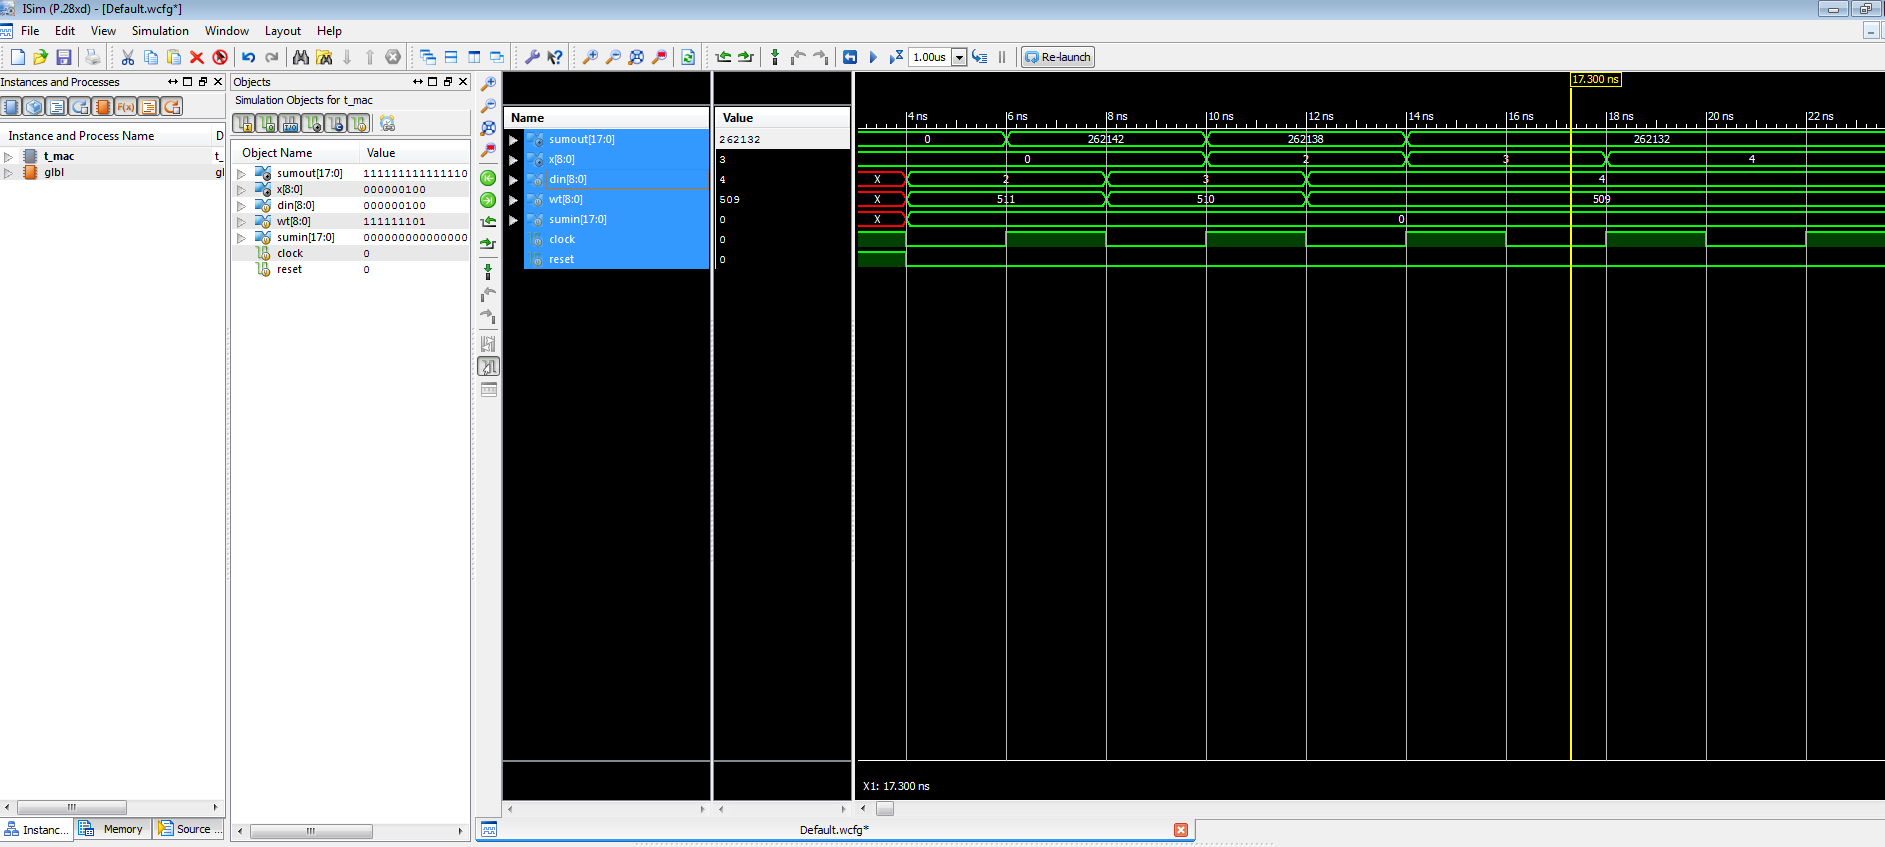 ISim (P.28xd) - [Default.wcfg*]
File Edit View Simulation Window Layout Help
1.00us Re-launch
Instances and Processes
Instance and Process Name D
t_mac t_
glbl gl
Instanc... Memory Source ...
Objects
Simulation Objects for t_mac
Object Name Value
sumout[17:0] 111111111111110
x[8:0] 000000100
din[8:0] 000000100
wt[8:0] 111111101
sumin[17:0] 000000000000000
clock 0
reset 0
Name Value
sumout[17:0] 262132
x[8:0] 3
din[8:0] 4
wt[8:0] 509
sumin[17:0] 0
clock 0
reset 0
17.300 ns
4 ns 6 ns 8 ns 10 ns 12 ns 14 ns 16 ns 18 ns 20 ns 22 ns
0 262142 262138 262132
0 2 3 4
X 2 3 4
X 511 510 509
X 0
X1: 17.300 ns
Default.wcfg*